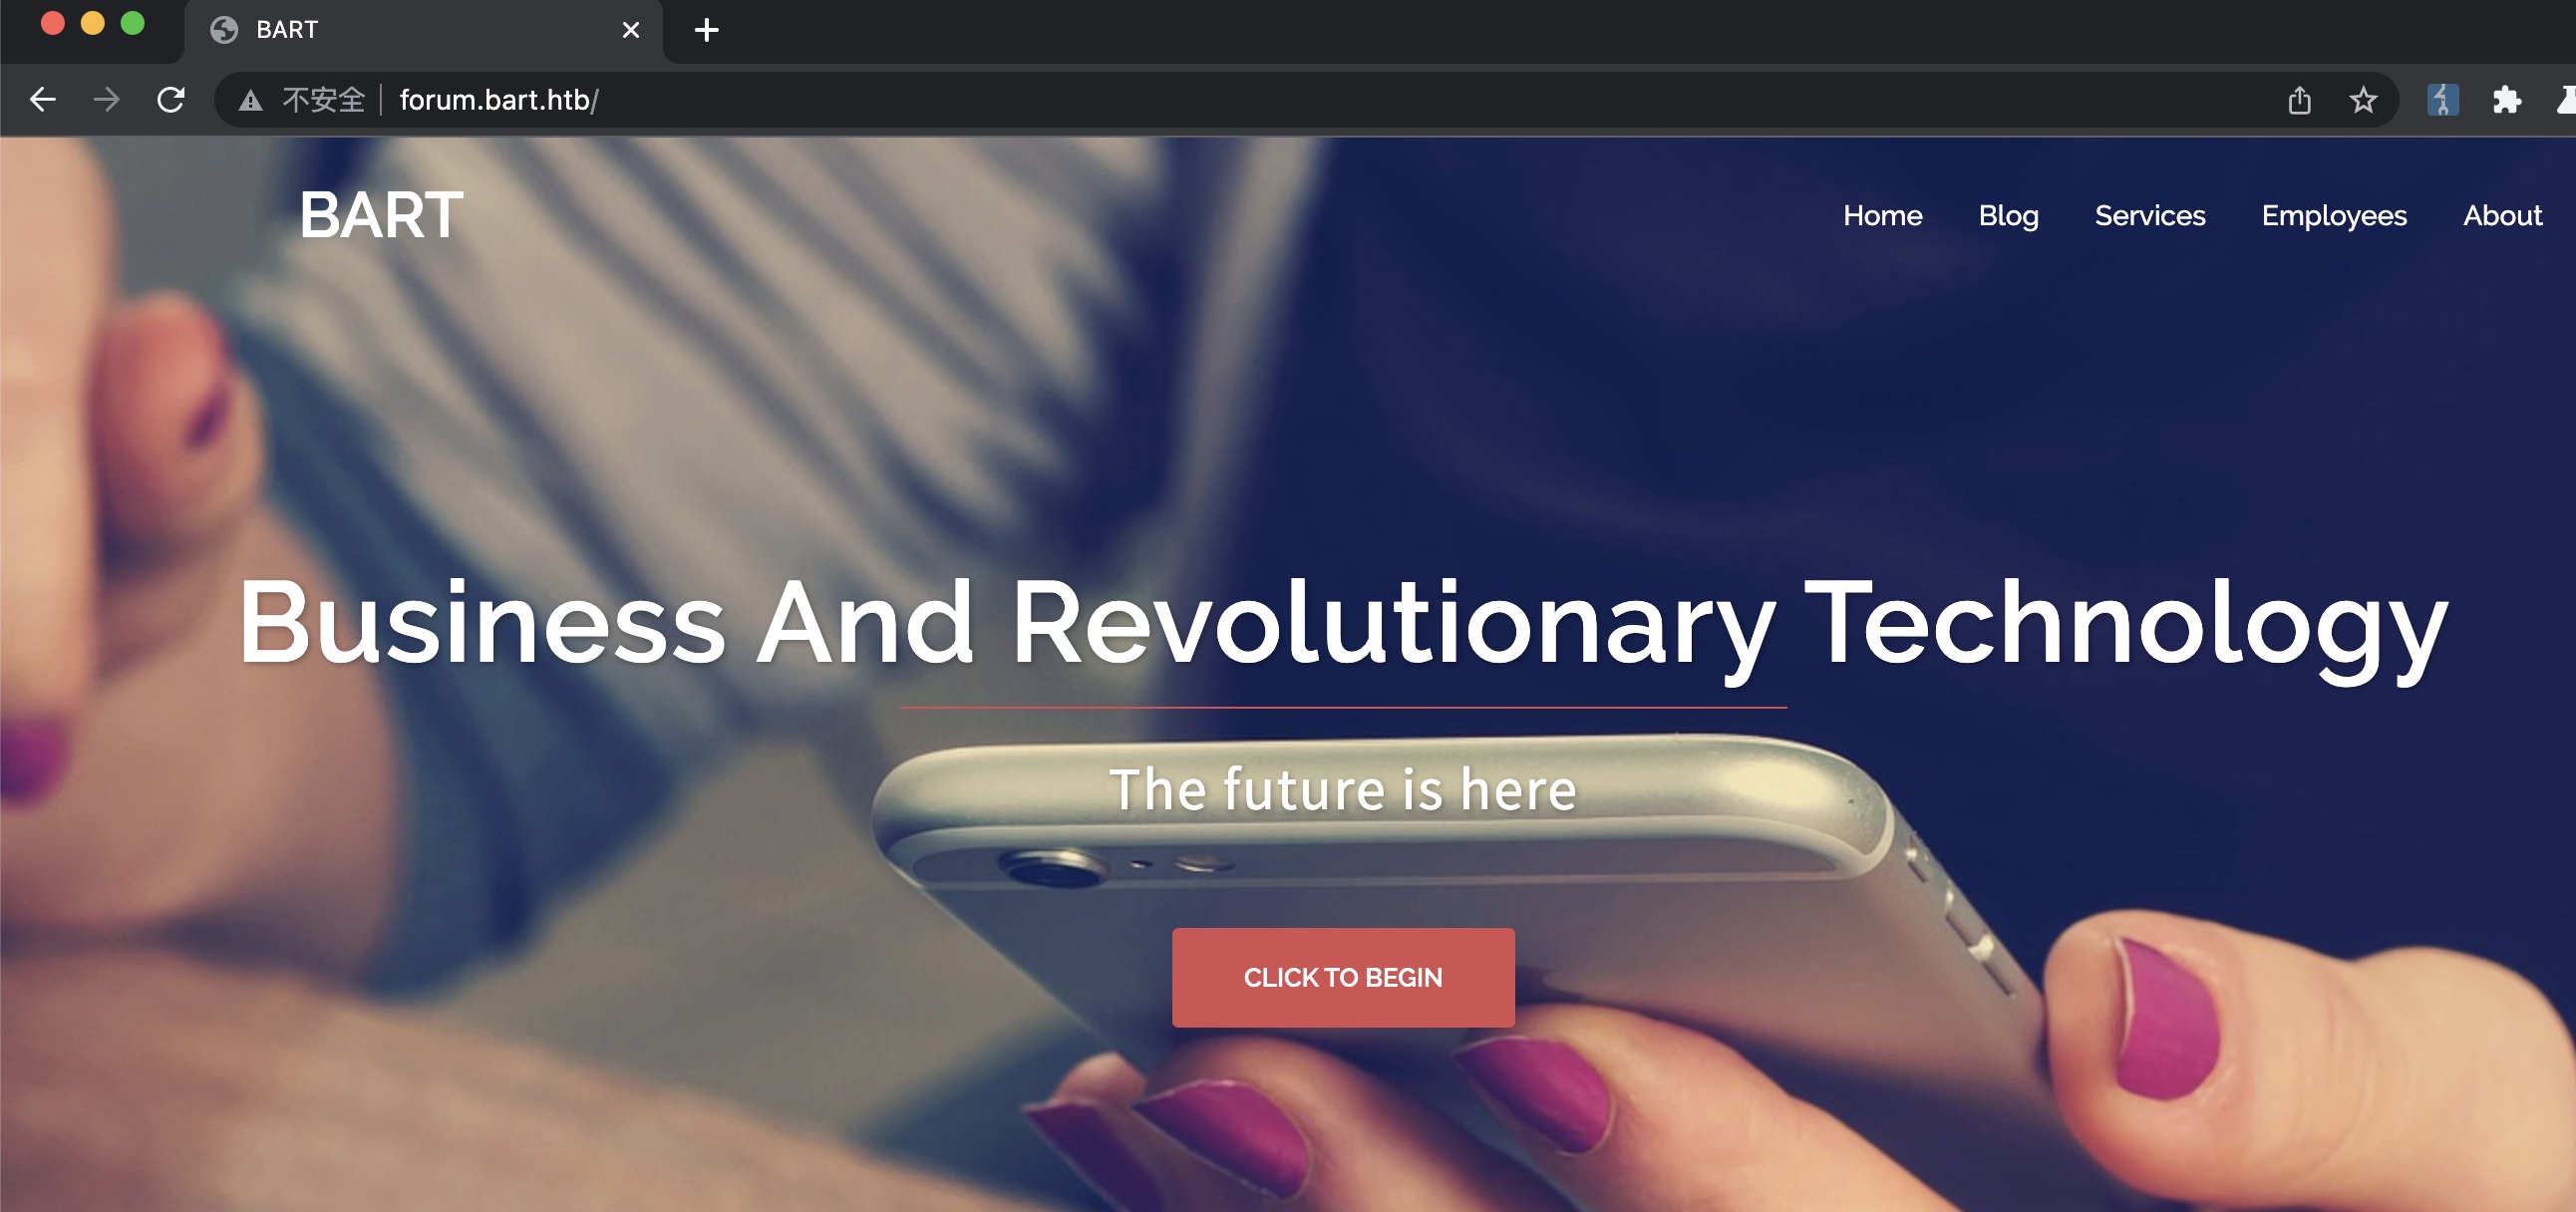 BART
不安全 forum.bart.htb/
BART
Home Blog Services Employees About
Business And Revolutionary Technology
The future is here
CLICK TO BEGIN